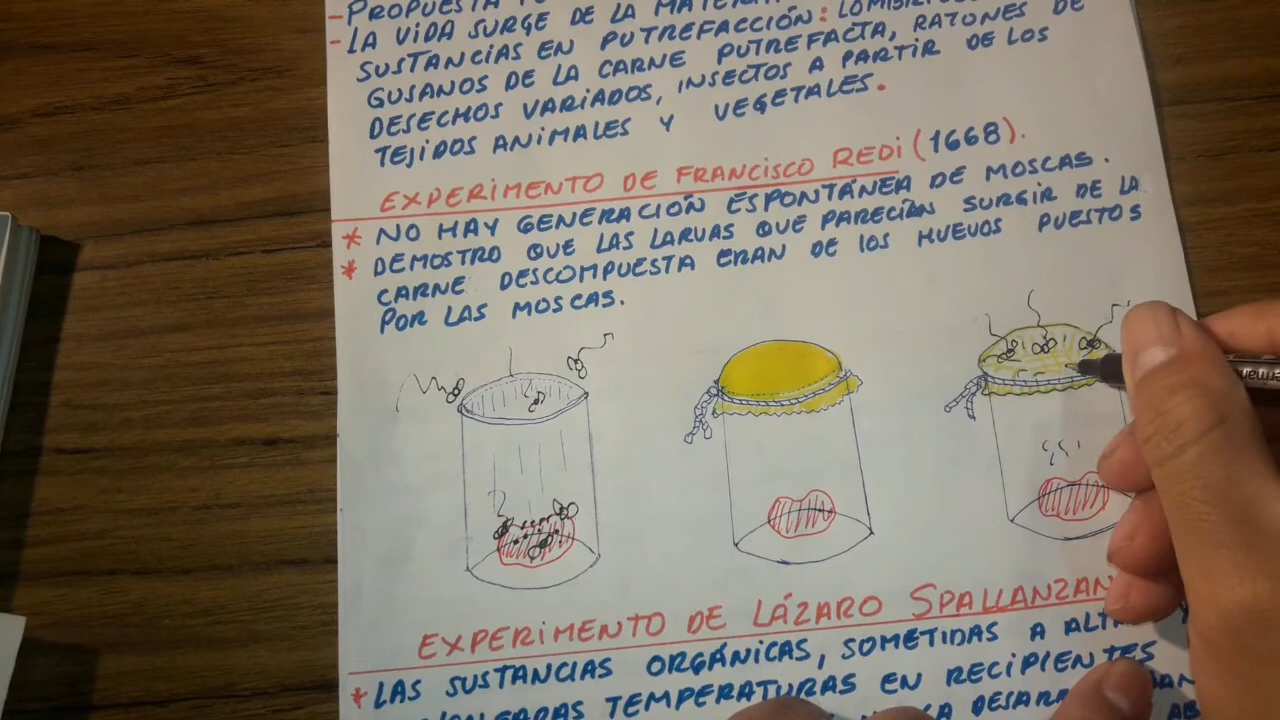 - PROPUESTA
- LA VIDA SURGE DE LA
SUSTANCIAS EN PUTREFACCIÓN:
GUSANOS DE LA CARNE PUTREFACTA, RATONES DE
DESECHOS VARIADOS, INSECTOS A PARTIR DE LOS
TEJIDOS ANIMALES Y VEGETALES.
EXPERIMENTO DE FRANCISCO REDI (1668).
* NO HAY GENERACIÓN ESPONTÁNEA DE MOSCAS.
* DEMOSTRO QUE LAS LARVAS QUE PARECÍAN SURGIR DE LA
CARNE DESCOMPUESTA ERAN DE LOS HUEVOS PUESTOS
POR LAS MOSCAS.
EXPERIMENTO DE LÁZARO SPALLANZAN
* LAS SUSTANCIAS ORGÁNICAS, SOMETIDAS A
TEMPERATURAS EN RECIPIENTES